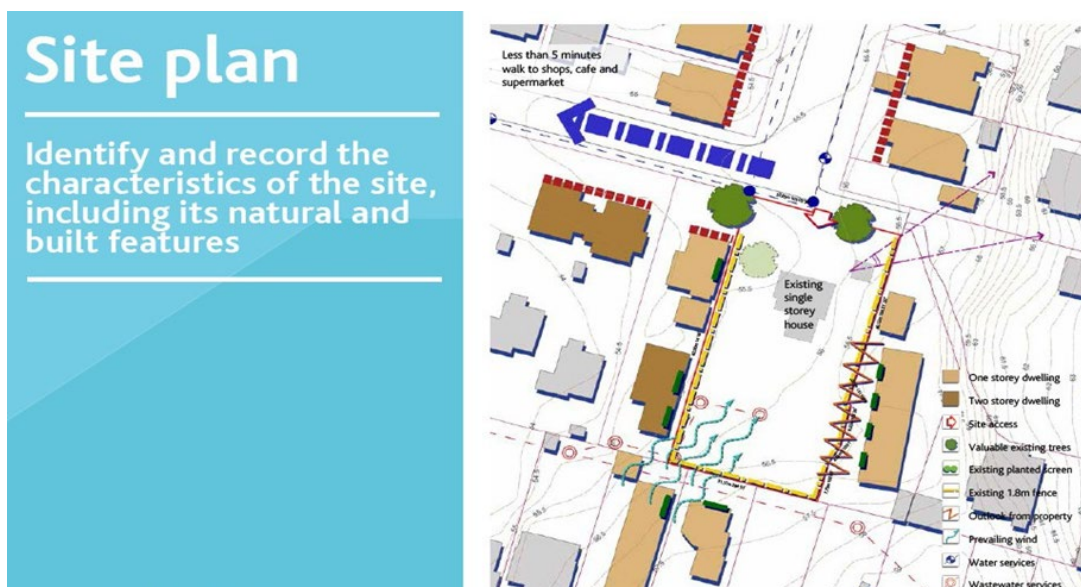 Site plan
Identify and record the
characteristics of the site,
including its natural and
built features
Less than 5 minutes
walk to shops, cafe and
supermarket
Existing
single
storey
house
One storey dwelling
Two storey dwelling
Site access
Valuable existing trees
Existing planted screen
Existing 1.8m fence
Outlook from property
Prevailing wind
Water services
Wastewater services